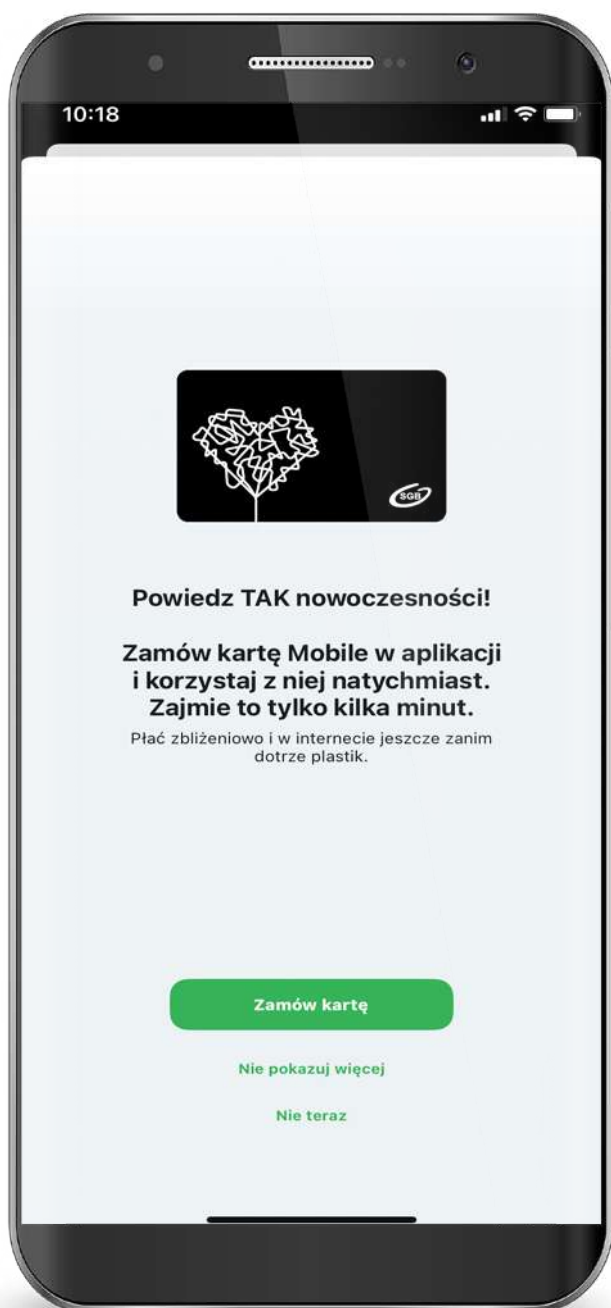 10:18
SGB
Powiedz TAK nowoczesności!
Zamów kartę Mobile w aplikacji
i korzystaj z niej natychmiast.
Zajmie to tylko kilka minut.
Płać zbliżeniowo i w internecie jeszcze zanim
dotrze plastik.
Zamów kartę
Nie pokazuj więcej
Nie teraz